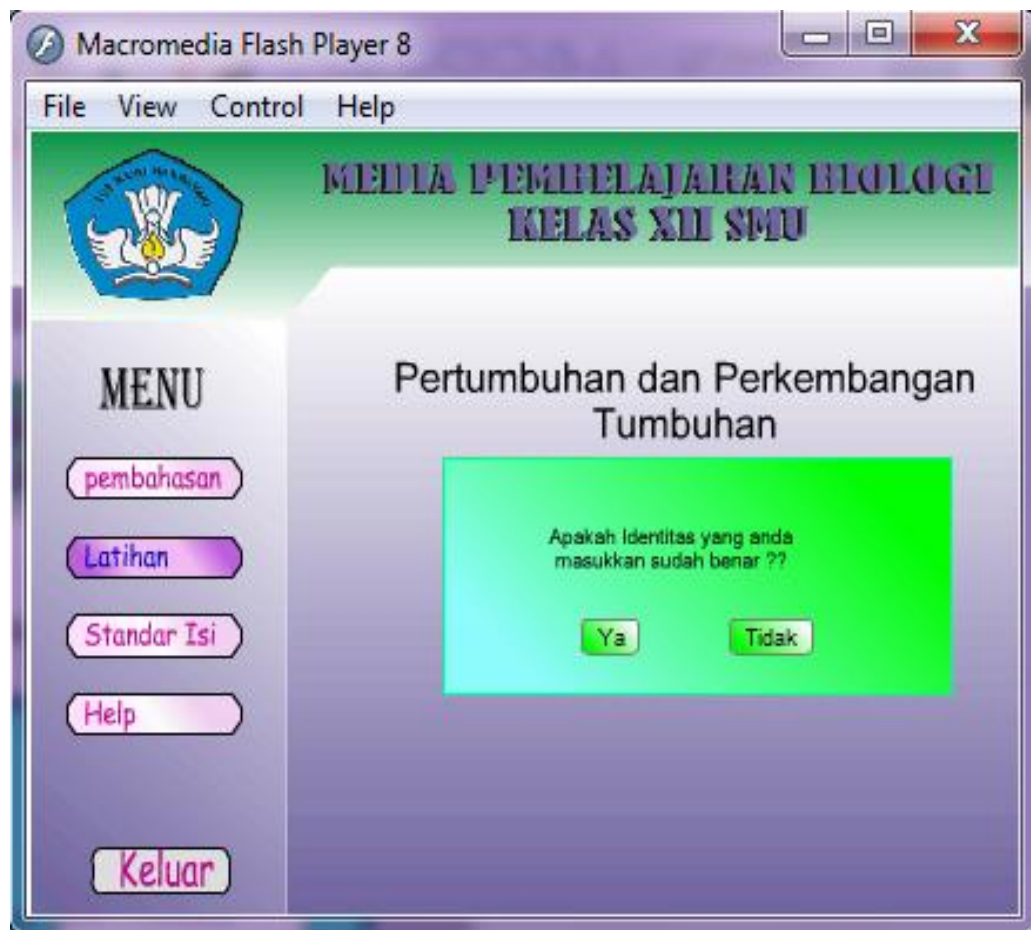 Macromedia Flash Player 8
File View Control Help
MEDIA PEMBELAJARAN BIOLOGI
KELAS XII SMU
MENU
pembahasan
Latihan
Standar Isi
Help
Keluar
Pertumbuhan dan Perkembangan
Tumbuhan
Apakah Identitas yang anda
masukkan sudah benar ??
Ya Tidak